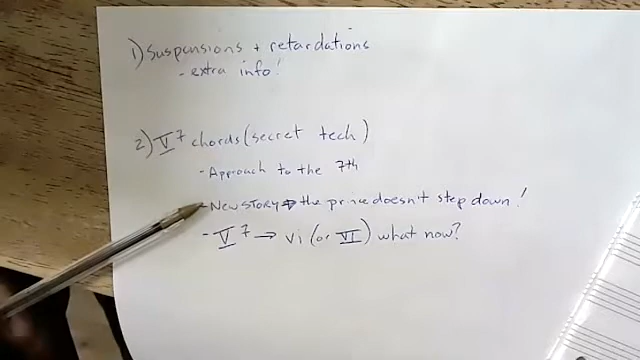 1) Suspensions + retardations
- extra info!
2) V7 chords (secret tech)
- Approach to the 7th
- New story → the prince doesn't step down!
- V7 → vi (or VI) what now?